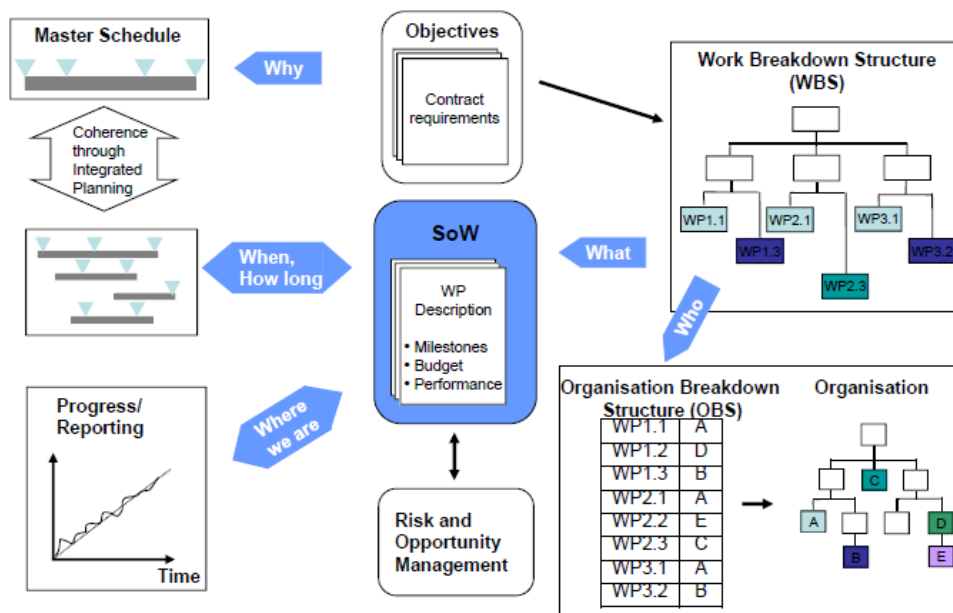 Master Schedule
Why
Objectives
Contract
requirements
Work Breakdown Structure
(WBS)
WP1.1
WP2.1
WP3.1
WP1.3
WP3.2
WP2.3
Coherence
through
Integrated
Planning
When,
How long
SoW
WP
Description
• Milestones
• Budget
• Performance
What
Who
Where
we are
Progress/
Reporting
Time
Risk and
Opportunity
Management
Organisation Breakdown
Structure (OBS)
WP1.1 A
WP1.2 D
WP1.3 B
WP2.1 A
WP2.2 E
WP2.3 C
WP3.1 A
WP3.2 B
Organisation
C
A
D
B
E